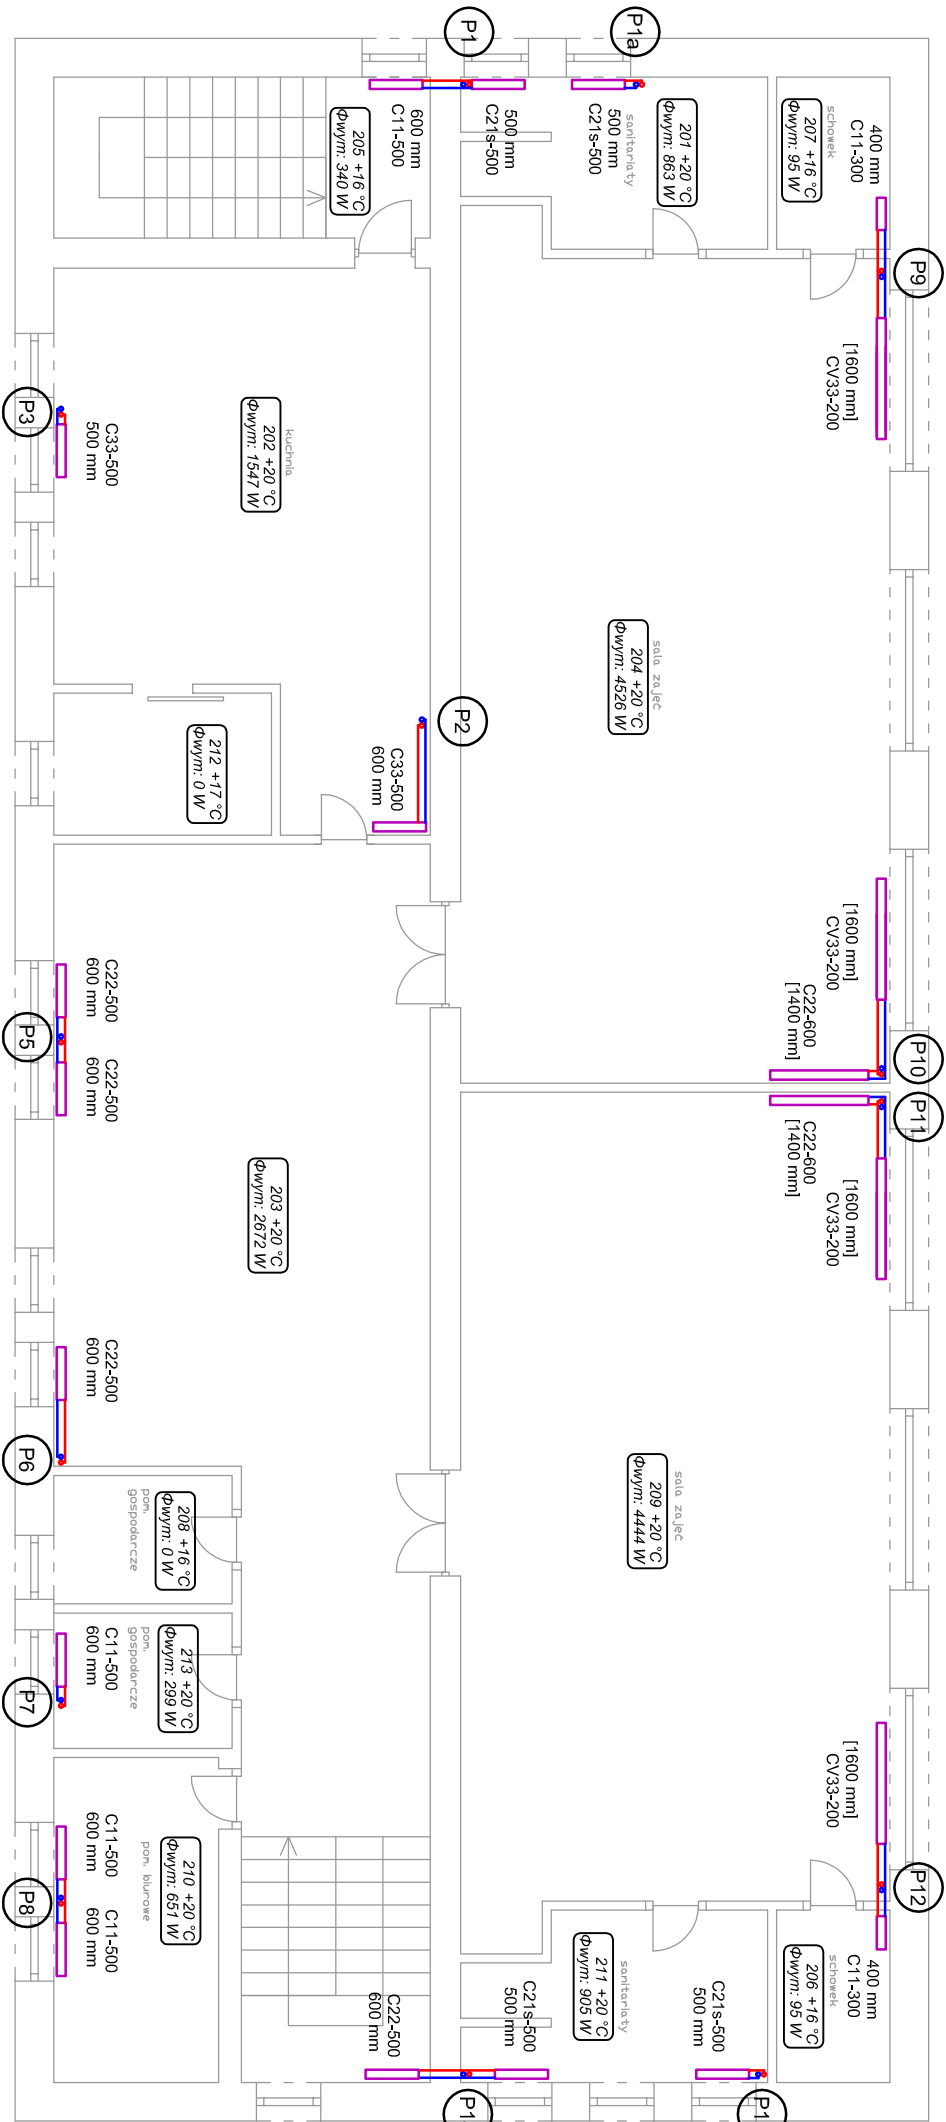 P1
P1a
600 mm
C11-500
500 mm
C21s-500
sanitariaty
500 mm
C21s-500
201 +20 °C
Φwym: 863 W
schowek
207 +16 °C
Φwym: 95 W
400 mm
C11-300
205 +16 °C
Φwym: 340 W
P9
[1600 mm]
CV33-200
P3
C33-500
500 mm
kuchnia
202 +20 °C
Φwym: 1547 W
sala zajęć
204 +20 °C
Φwym: 4526 W
P2
C33-500
600 mm
212 +17 °C
Φwym: 0 W
[1600 mm]
CV33-200
C22-600
[1400 mm]
P10
P11
C22-500
600 mm
P5
C22-500
600 mm
C22-600
[1400 mm]
[1600 mm]
CV33-200
203 +20 °C
Φwym: 2672 W
C22-500
600 mm
P6
sala zajęć
209 +20 °C
Φwym: 4444 W
208 +16 °C
Φwym: 0 W
pom.
gospodarcze
213 +20 °C
Φwym: 299 W
pom.
gospodarcze
C11-500
600 mm
P7
[1600 mm]
CV33-200
P12
C11-500
600 mm
P8
C11-500
600 mm
210 +20 °C
Φwym: 651 W
pom. biurowe
schowek
206 +16 °C
Φwym: 95 W
400 mm
C11-300
sanitariaty
211 +20 °C
Φwym: 905 W
C22-500
600 mm
C21s-500
500 mm
C21s-500
500 mm
P1
P1